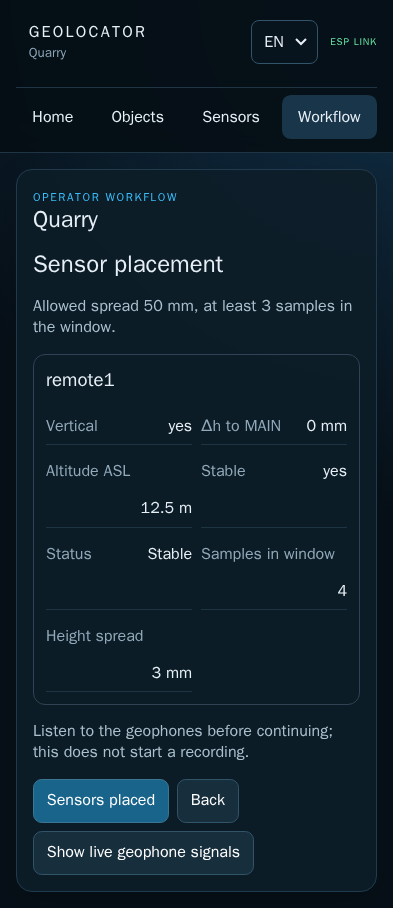 GEOLOCATOR
Quarry
EN
ESP LINK
Home Objects Sensors Workflow
OPERATOR WORKFLOW
Quarry
Sensor placement
Allowed spread 50 mm, at least 3 samples in
the window.
remote1
Vertical yes Δh to MAIN 0 mm
Altitude ASL Stable yes
12.5 m
Status Stable Samples in window
4
Height spread
3 mm
Listen to the geophones before continuing;
this does not start a recording.
Sensors placed Back
Show live geophone signals